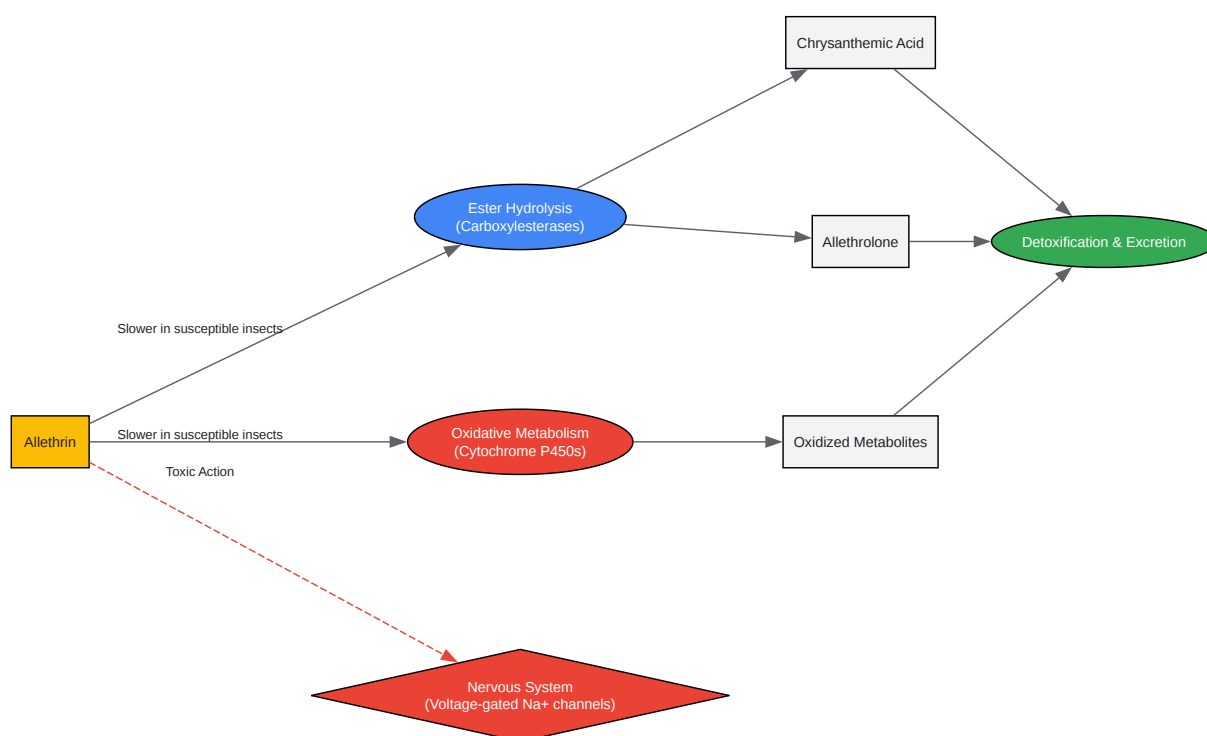 Chrysanthemic Acid
Ester Hydrolysis
(Carboxylesterases)
Allethrolone
Detoxification & Excretion
Slower in susceptible insects
Allethrin
Slower in susceptible insects
Oxidative Metabolism
(Cytochrome P450s)
Oxidized Metabolites
Toxic Action
Nervous System
(Voltage-gated Na+ channels)